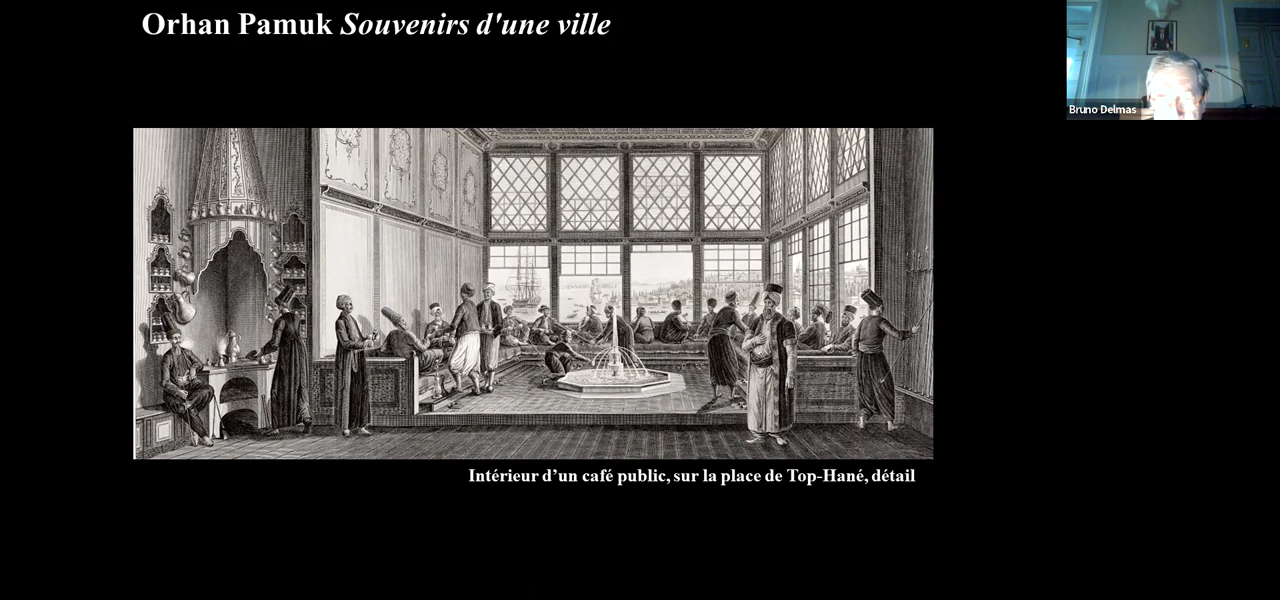 Orhan Pamuk Souvenirs d'une ville
Bruno Delmas
Intérieur d’un café public, sur la place de Top-Hané, détail